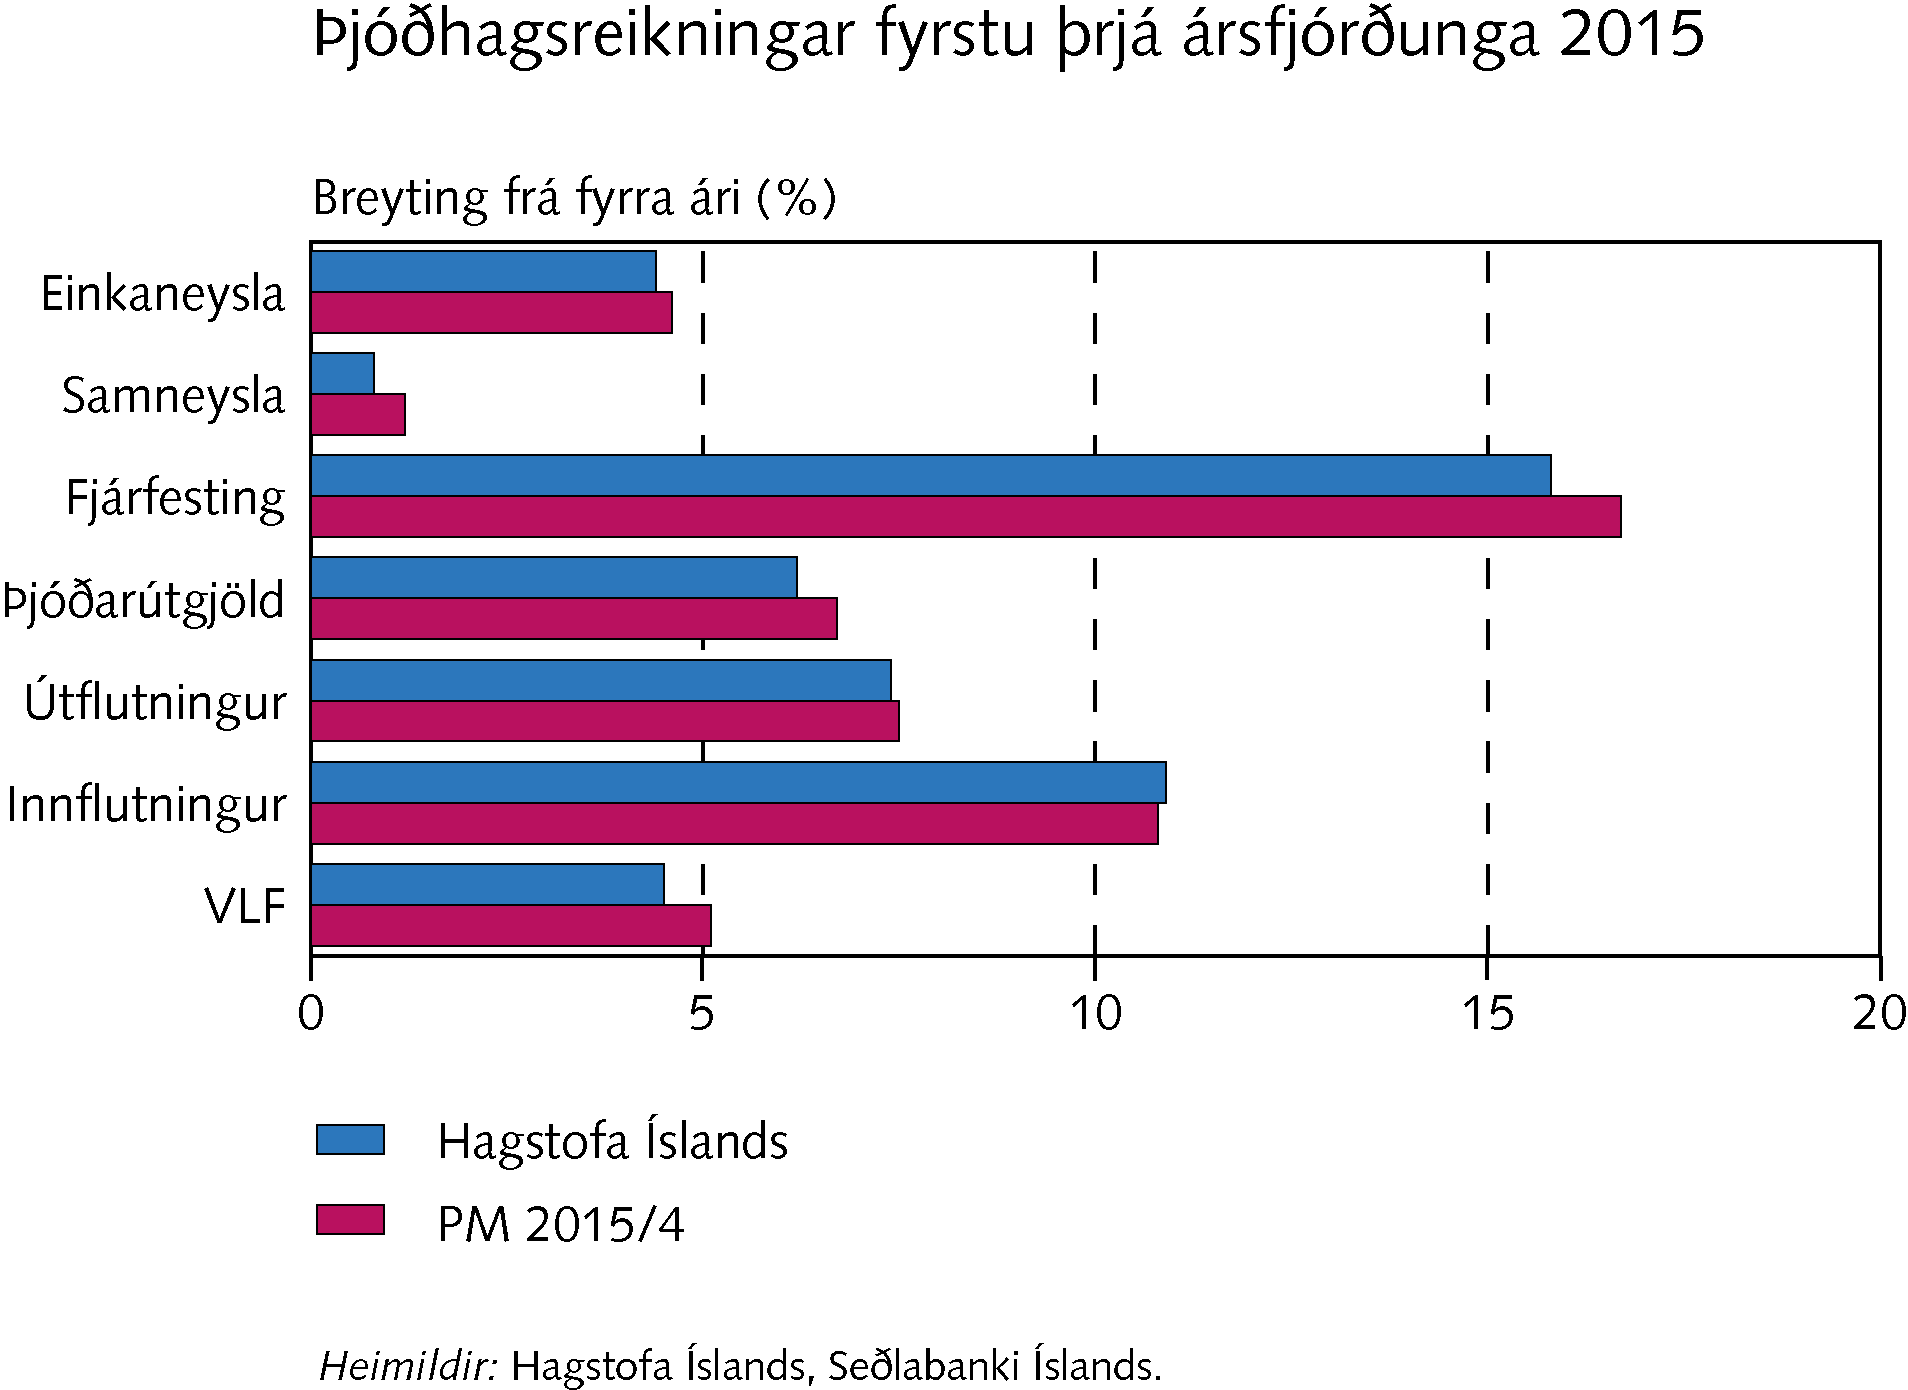 Þjóðhagsreikningar fyrstu þrjá ársfjórðunga 2015
Breyting frá fyrra ári (%)
Einkaneysla
Samneysla
Fjárfesting
Þjóðarútgjöld
Útflutningur
Innflutningur
VLF
0 5 10 15 20
Hagstofa Íslands
PM 2015/4
Heimildir: Hagstofa Íslands, Seðlabanki Íslands.